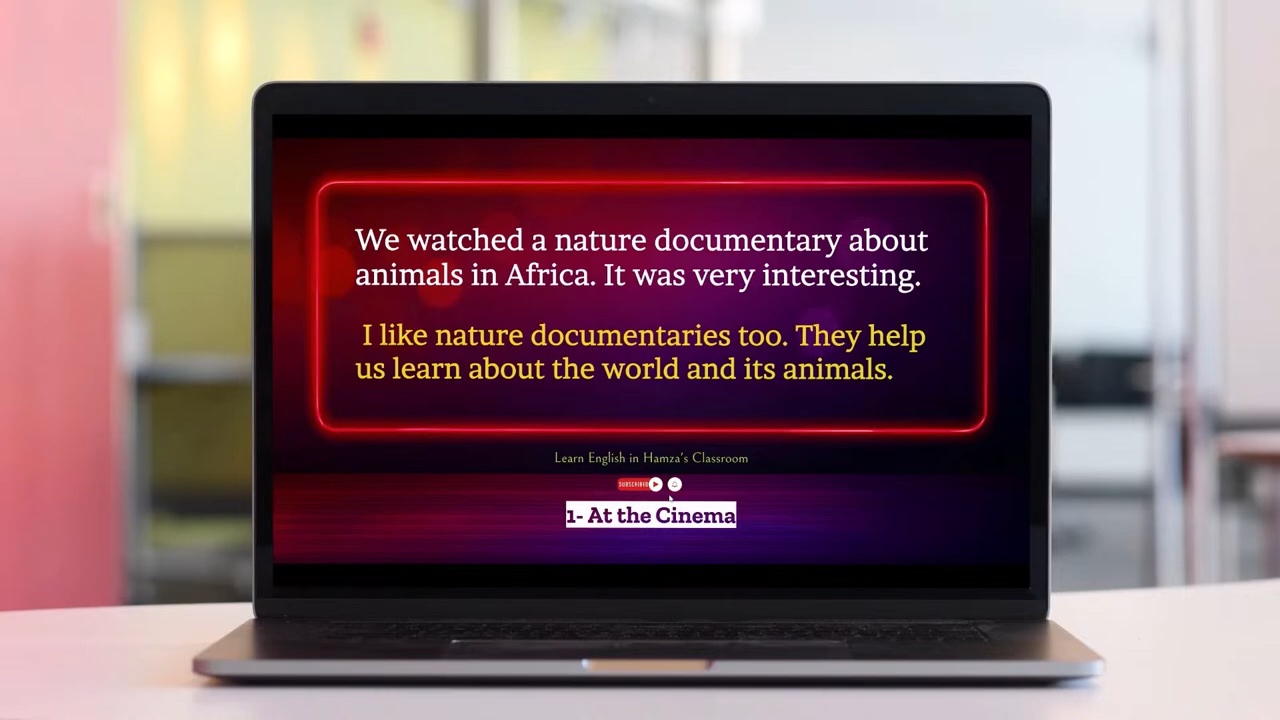 We watched a nature documentary about
animals in Africa. It was very interesting.
I like nature documentaries too. They help
us learn about the world and its animals.
Learn English in Hamza's Classroom
SUBSCRIBED
1- At the Cinema